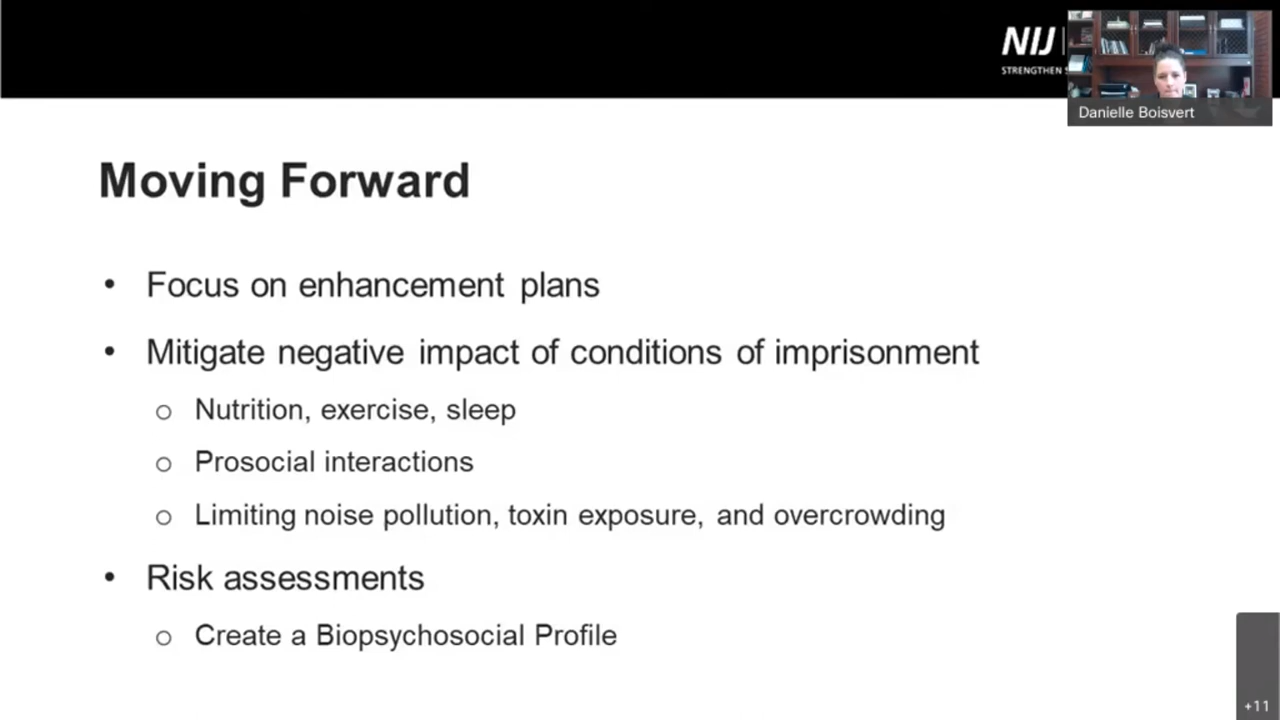 NIJ
STRENGTHEN
Danielle Boisvert
Moving Forward
• Focus on enhancement plans
• Mitigate negative impact of conditions of imprisonment
o Nutrition, exercise, sleep
o Prosocial interactions
o Limiting noise pollution, toxin exposure, and overcrowding
• Risk assessments
o Create a Biopsychosocial Profile
+11